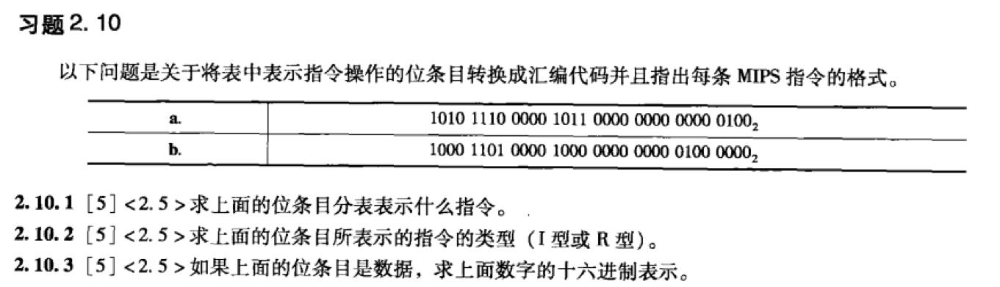 习题2.10
以下问题是关于将表中表示指令操作的位条目转换成汇编代码并且指出每条 MIPS 指令的格式。
a. 1010 1110 0000 1011 0000 0000 0000 0100₂
b. 1000 1101 0000 1000 0000 0000 0100 0000₂
2.10.1 [5] <2.5>求上面的位条目分表表示什么指令。
2.10.2 [5] <2.5>求上面的位条目所表示的指令的类型（I 型或 R 型）。
2.10.3 [5] <2.5>如果上面的位条目是数据，求上面数字的十六进制表示。